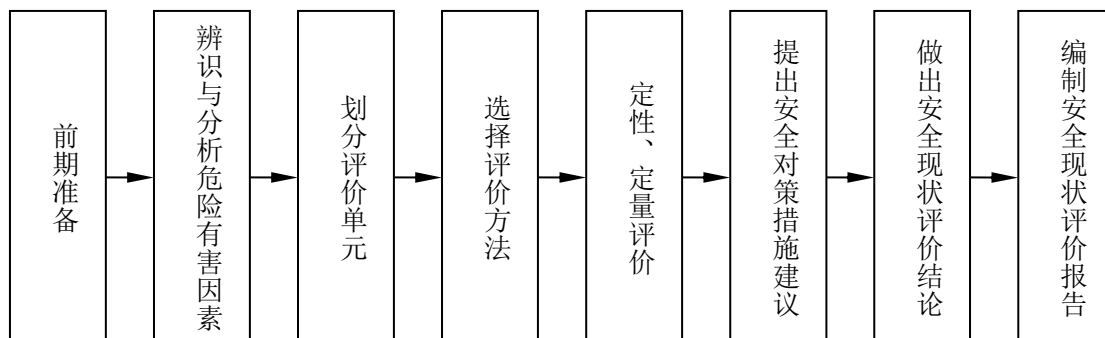 前期准备
辨识与分析危险有害因素
划分评价单元
选择评价方法
定性、定量评价
提出安全对策措施建议
做出安全现状评价结论
编制安全现状评价报告